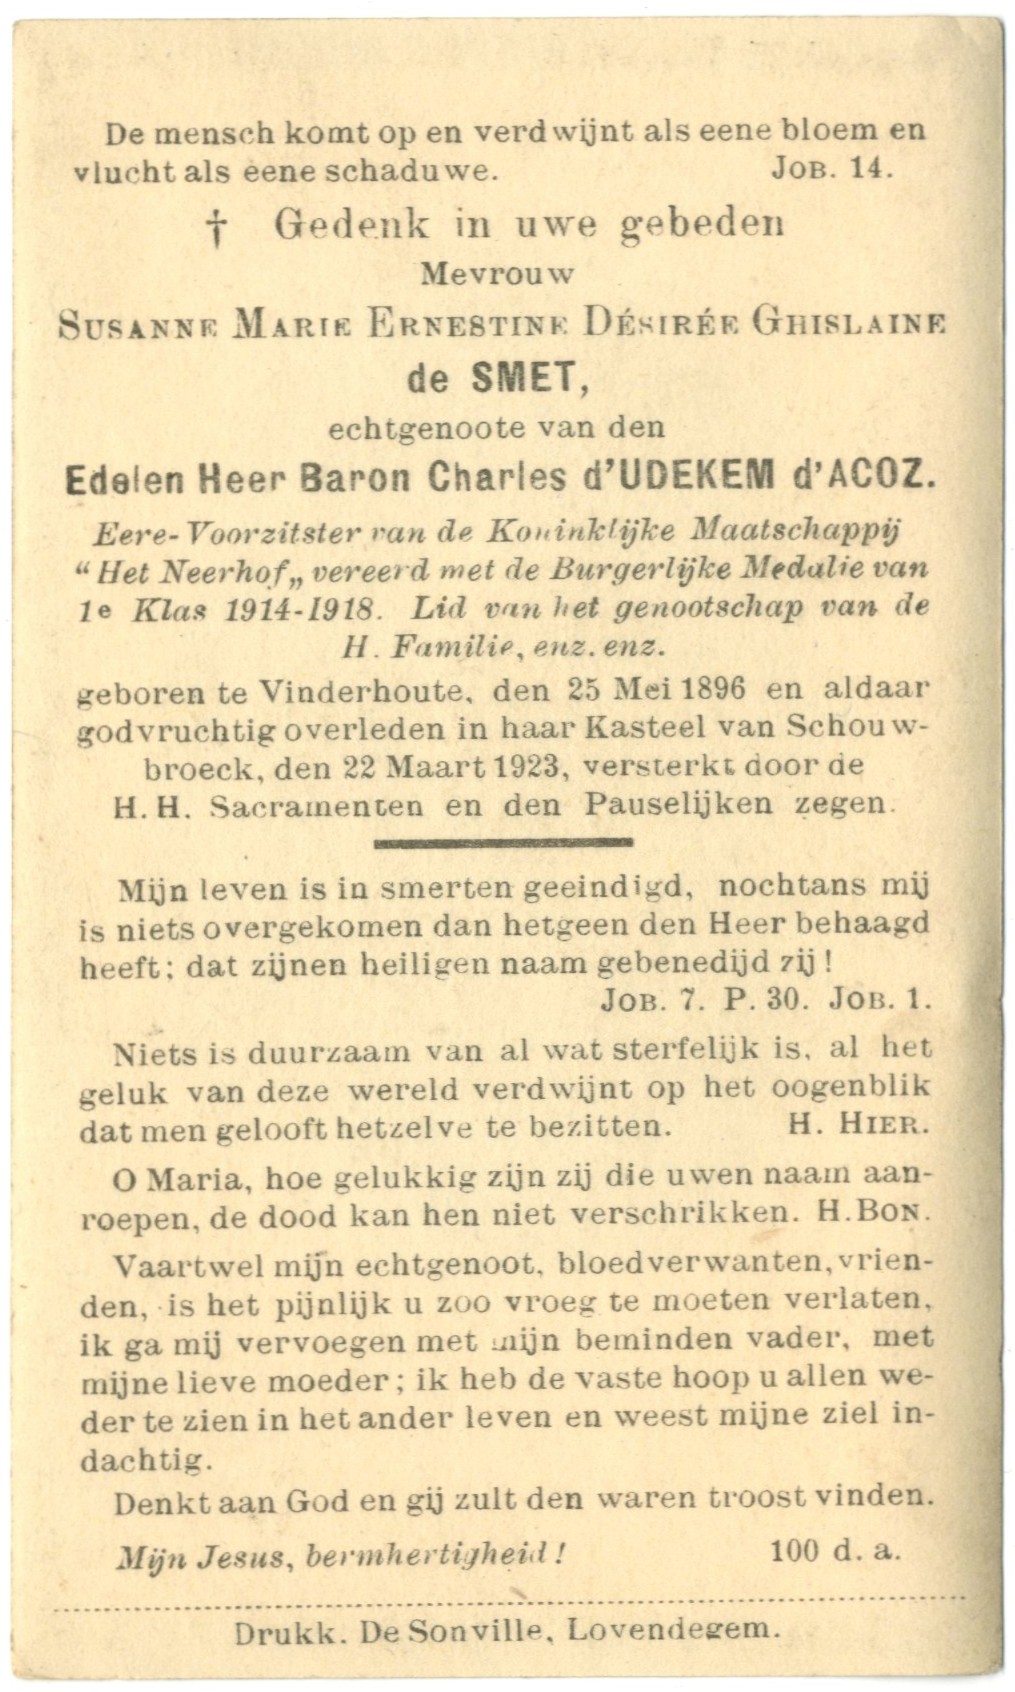 De mensch komt op en verdwijnt als eene bloem en
vlucht als eene schaduwe. Job. 14.
† Gedenk in uwe gebeden
Mevrouw
Susanne Marie Ernestine Désirée Ghislaine
de SMET,
echtgenoote van den
Edelen Heer Baron Charles d'UDEKEM d'ACOZ.
Eere-Voorzitster van de Koninklijke Maatschappij
“Het Neerhof„ vereerd met de Burgerlijke Medalie van
1e Klas 1914-1918. Lid van het genootschap van de
H. Familie, enz. enz.
geboren te Vinderhoute, den 25 Mei 1896 en aldaar
godvruchtig overleden in haar Kasteel van Schouw-
broeck, den 22 Maart 1923, versterkt door de
H. H. Sacramenten en den Pauselijken zegen.
Mijn leven is in smerten geeindigd, nochtans mij
is niets overgekomen dan hetgeen den Heer behaagd
heeft; dat zijnen heiligen naam gebenedijd zij!
Job. 7. P. 30. Job. 1.
Niets is duurzaam van al wat sterfelijk is, al het
geluk van deze wereld verdwijnt op het oogenblik
dat men gelooft hetzelve te bezitten. H. Hier.
O Maria, hoe gelukkig zijn zij die uwen naam aan-
roepen, de dood kan hen niet verschrikken. H. Bon.
Vaartwel mijn echtgenoot, bloedverwanten, vrien-
den, is het pijnlijk u zoo vroeg te moeten verlaten,
ik ga mij vervoegen met mijn beminden vader, met
mijne lieve moeder; ik heb de vaste hoop u allen we-
der te zien in het ander leven en weest mijne ziel in-
dachtig.
Denkt aan God en gij zult den waren troost vinden.
Mijn Jesus, bermhertigheid! 100 d. a.
Drukk. De Sonville, Lovendegem.